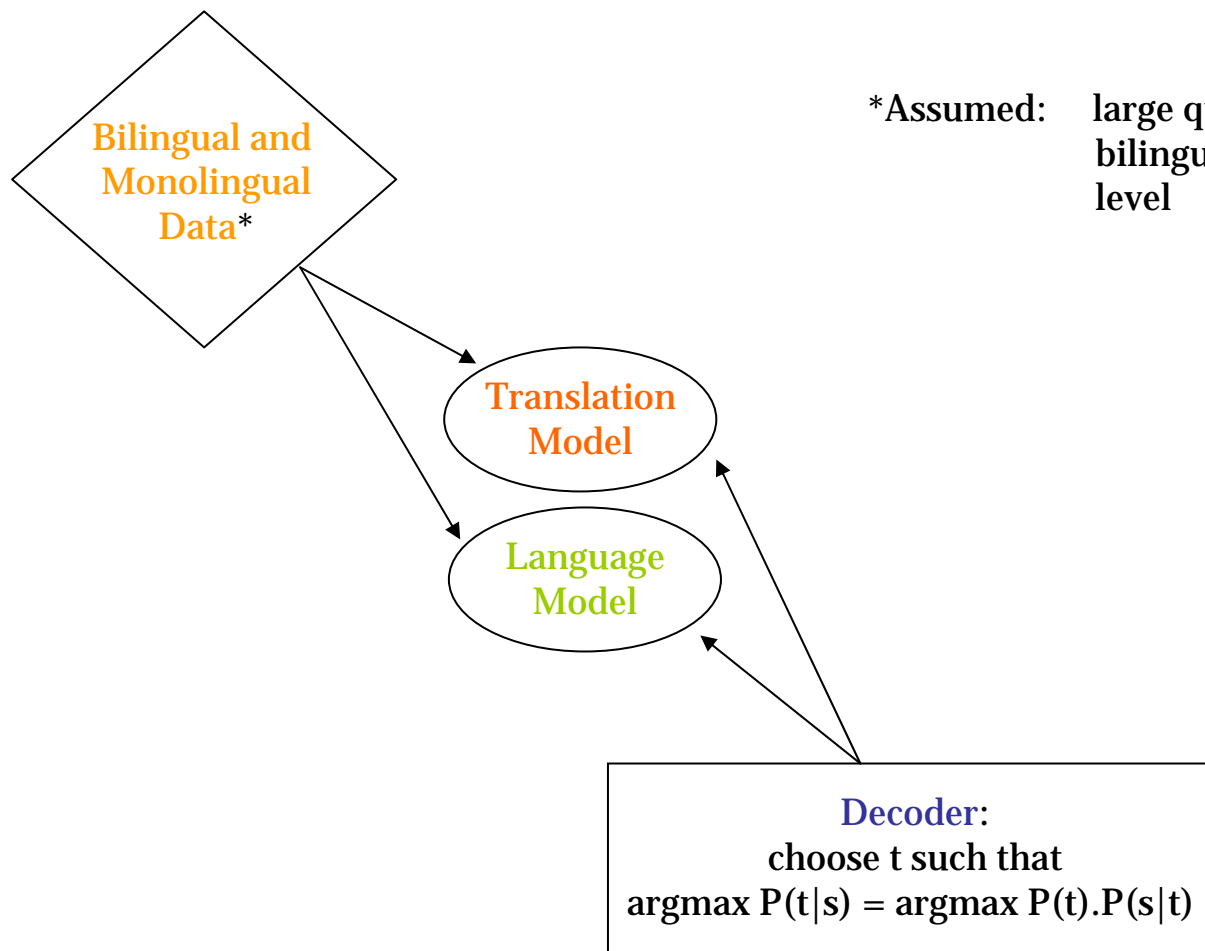 Bilingual and
Monolingual
Data*
*Assumed: large
bilingu
level
Translation
Model
Language
Model
Decoder:
choose t such that
argmax P(t|s) = argmax P(t).P(s|t)